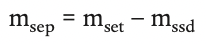 m_sep = m_set − m_ssd